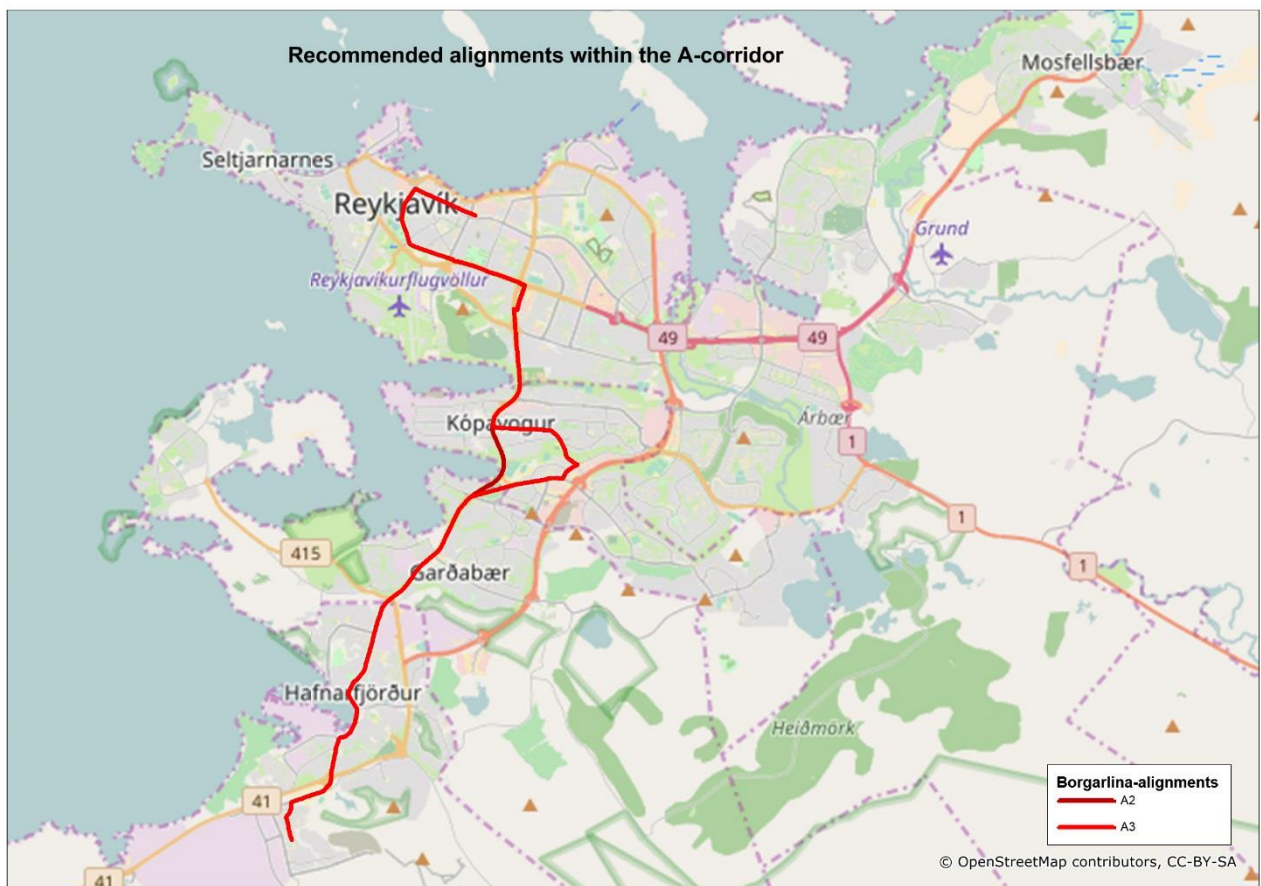 Recommended alignments within the A-corridor
Mosfellsbær
Seltjarnarnes
Reykjavík
Grund
Reykjavíkurflugvöllur
49
49
Kópavogur
Árbær
1
1
415
1
Garðabær
Hafnarfjörður
Heiðmörk
Borgarlina-alignments
A2
A3
41
© OpenStreetMap contributors, CC-BY-SA
41